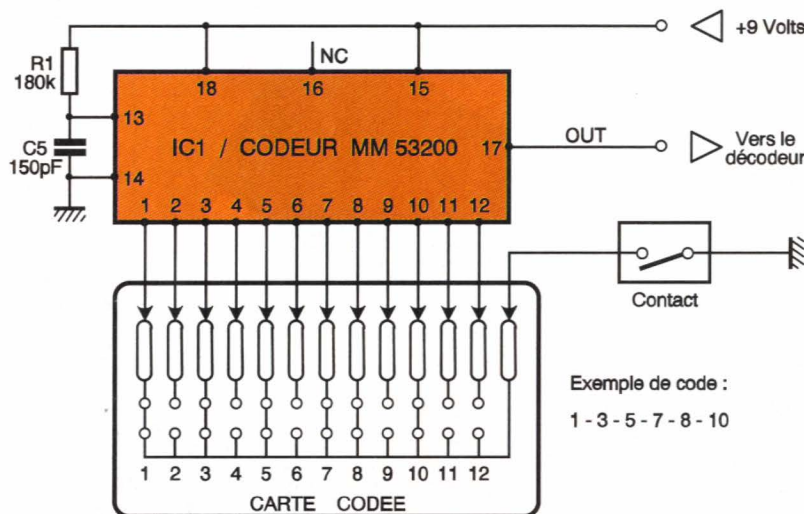 +9 Volts
R1
180k
NC
18
16
15
13
C5
150pF
IC1 / CODEUR MM 53200
17
OUT
Vers le
décodeur
14
1 2 3 4 5 6 7 8 9 10 11 12
Contact
Exemple de code :
1 - 3 - 5 - 7 - 8 - 10
1 2 3 4 5 6 7 8 9 10 11 12
CARTE CODEE